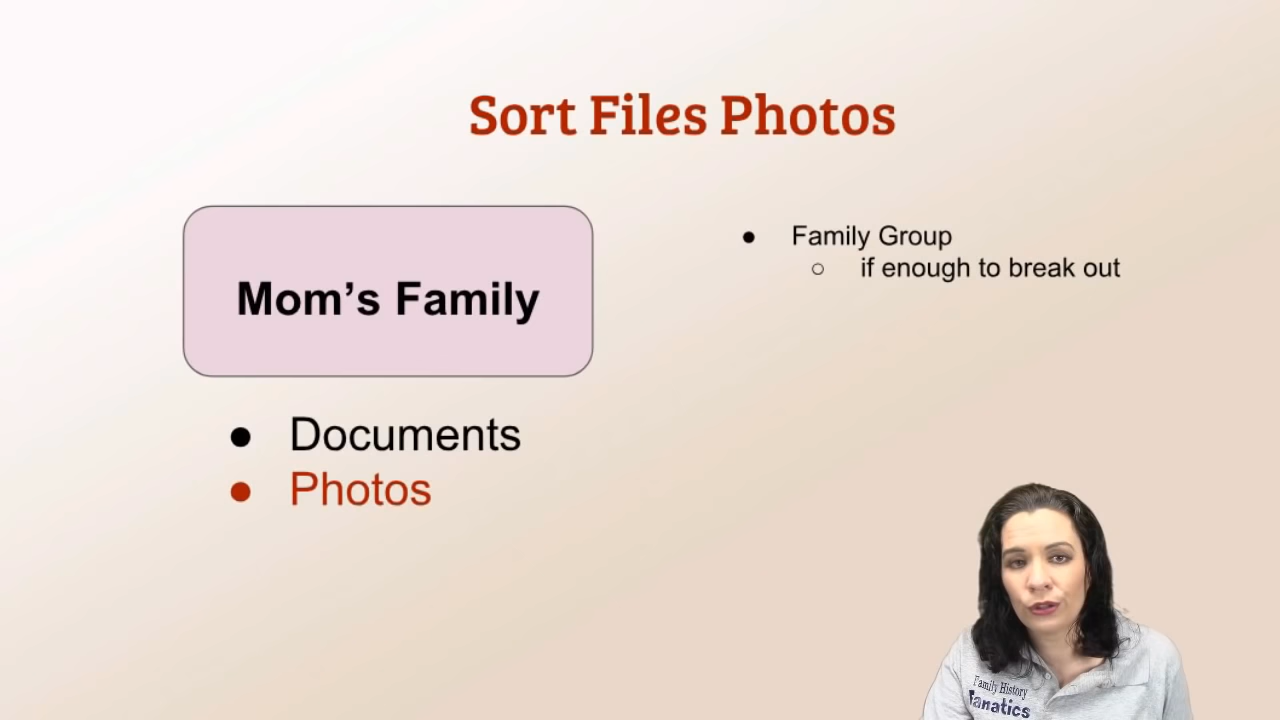 Sort Files Photos
Mom’s Family
● Documents
● Photos
● Family Group
○ if enough to break out
Family History
Fanatics